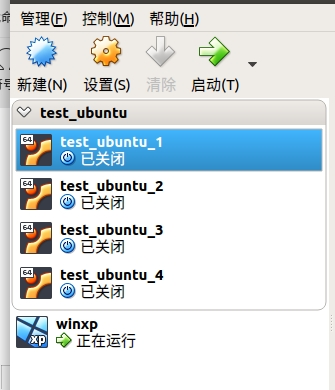 管理(F) 控制(M) 帮助(H)
新建(N) 设置(S) 清除 启动(T)
test_ubuntu
64 test_ubuntu_1
已关闭
64 test_ubuntu_2
已关闭
64 test_ubuntu_3
已关闭
64 test_ubuntu_4
已关闭
xp winxp
正在运行